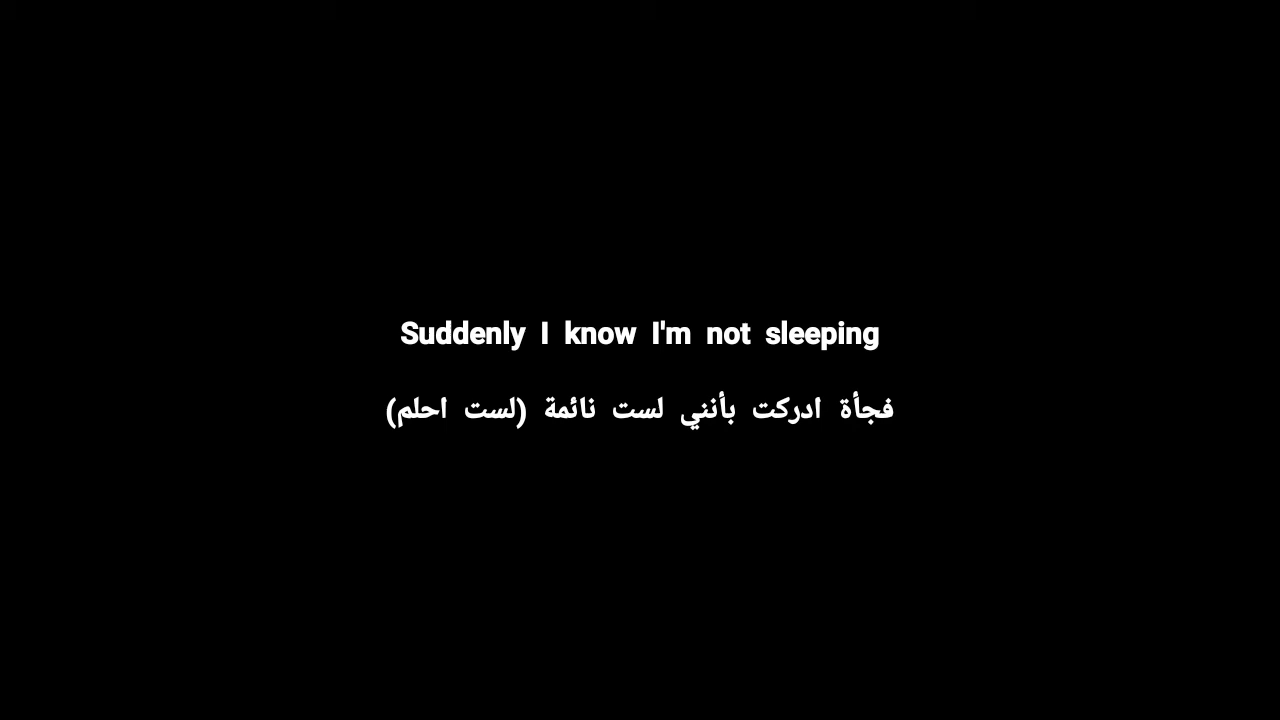 Suddenly I know I'm not sleeping
فجأة ادركت بأنني لست نائمة (لست احلم)